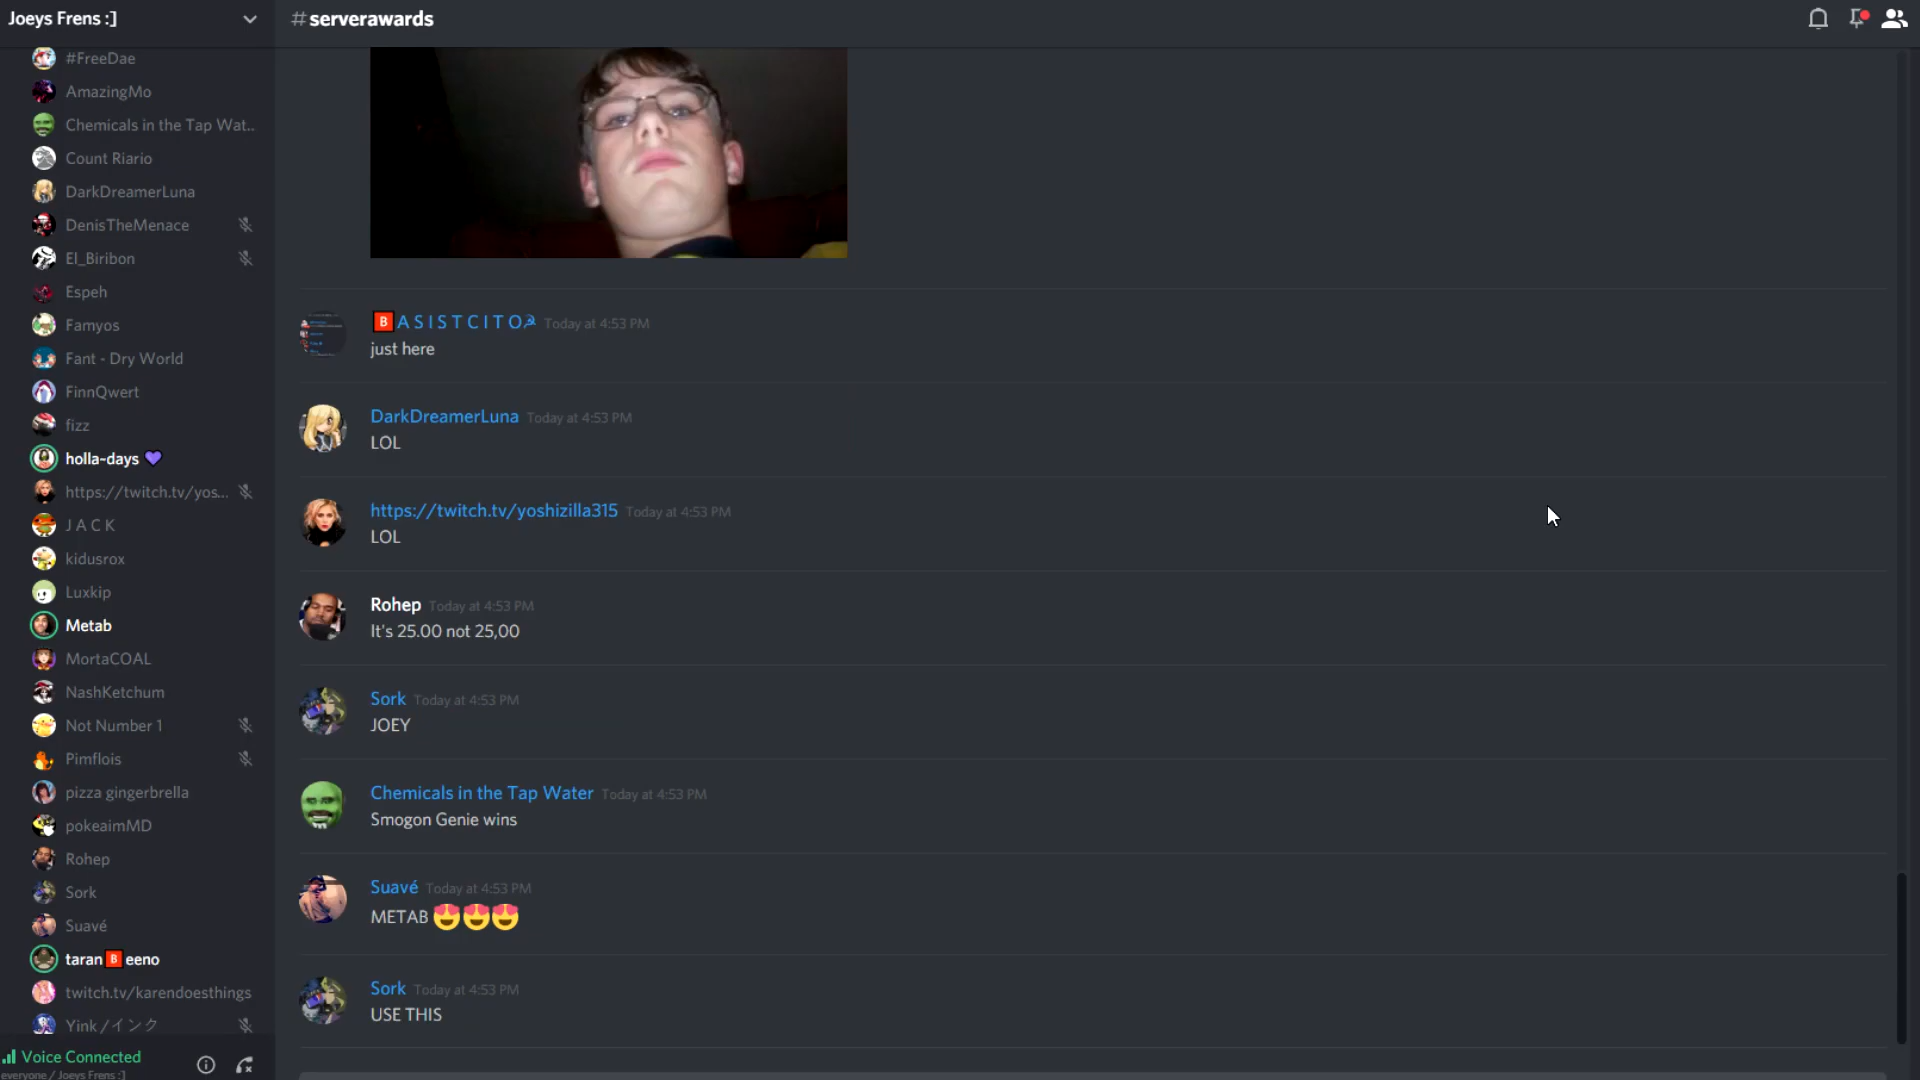 Joeys Frens :]
#FreeDae
AmazingMo
Chemicals in the Tap Wat..
Count Riario
DarkDreamerLuna
DenisTheMenace
El_Biribon
Espeh
Famyos
Fant - Dry World
FinnQwert
fizz
holla-days 💜
https://twitch.tv/yos...
J A C K
kidusrox
Luxkip
Metab
MortaCOAL
NashKetchum
Not Number 1
Pimflois
pizza gingerbrella
pokeaimMD
Rohep
Sork
Suavé
taran🅱eeno
twitch.tv/karendoesthings
Yink /インク
Voice Connected
everyone / Joeys Frens :]
#serverawards
🅱A S I S T C I T O☭ Today at 4:53 PM
just here
DarkDreamerLuna Today at 4:53 PM
LOL
https://twitch.tv/yoshizilla315 Today at 4:53 PM
LOL
Rohep Today at 4:53 PM
It's 25.00 not 25,00
Sork Today at 4:53 PM
JOEY
Chemicals in the Tap Water Today at 4:53 PM
Smogon Genie wins
Suavé Today at 4:53 PM
METAB 😍😍😍
Sork Today at 4:53 PM
USE THIS